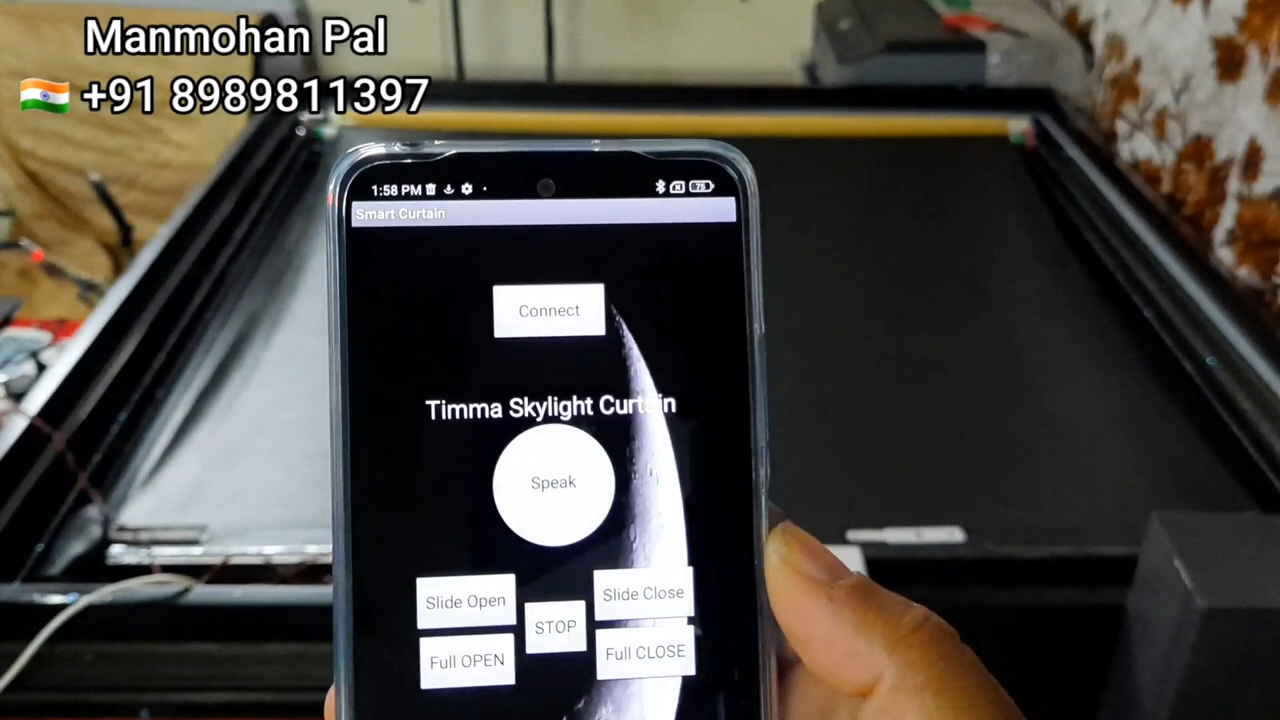 Manmohan Pal
🇮🇳 +91 8989811397
1:58 PM
75
Smart Curtain
Connect
Timma Skylight Curtain
Speak
Slide Open
Slide Close
STOP
Full OPEN
Full CLOSE